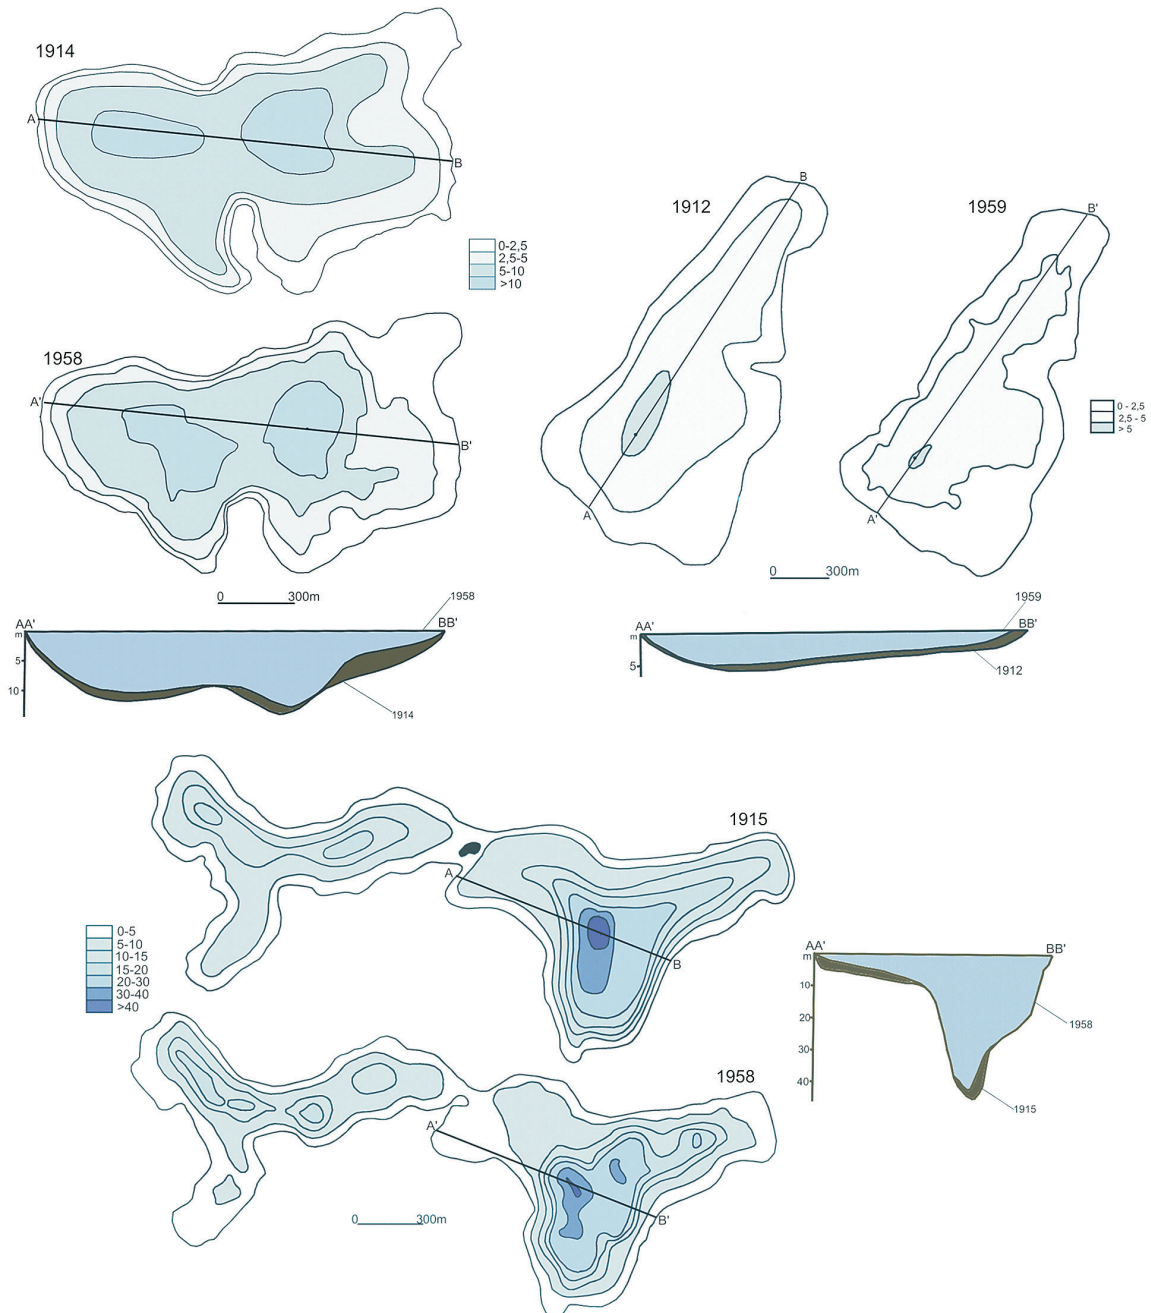 1914
A
B
0-2,5
2,5-5
5-10
>10
1958
A'
B'
0 300m
AA' 1958 BB'
m
5
10
1914
1912
B
A
1959
B'
A'
0 - 2,5
2,5 - 5
> 5
0 300m
AA' 1959 BB'
m
5
1912
1915
A
B
0-5
5-10
10-15
15-20
20-30
30-40
>40
1958
A'
B'
0 300m
AA' BB'
m
10
20
30
40
1958
1915